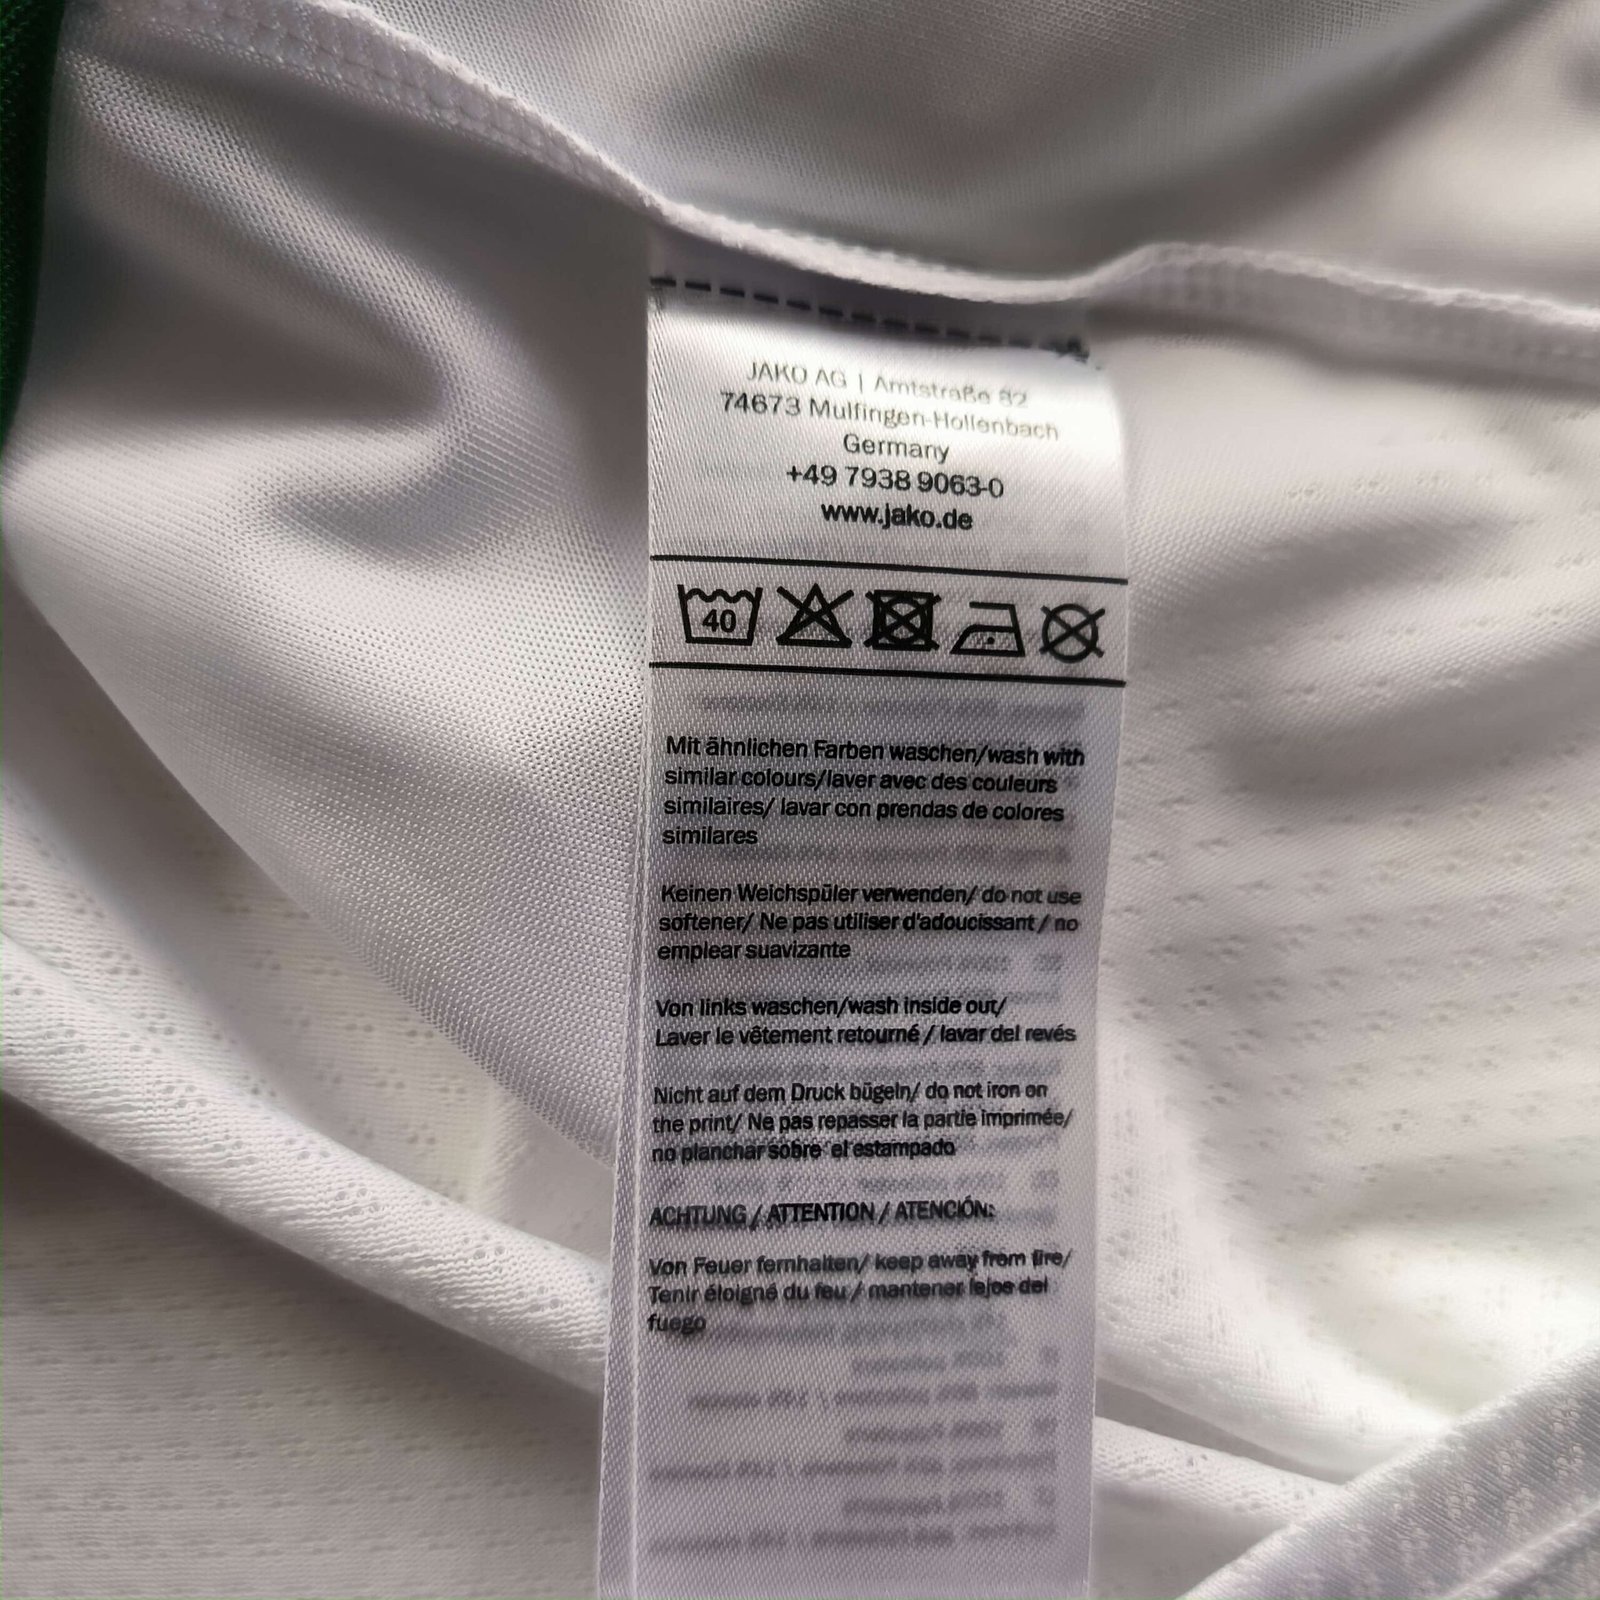 JAKO AG | Amtstraße 82
74673 Mulfingen-Hollenbach
Germany
+49 7938 9063-0
www.jako.de
40
Mit ähnlichen Farben waschen/wash with
similar colours/laver avec des couleurs
similaires/ lavar con prendas de colores
similares
Keinen Weichspüler verwenden/ do not use
softener/ Ne pas utiliser d'adoucissant / no
emplear suavizante
Von links waschen/wash inside out/
Laver le vêtement retourné / lavar del revés
Nicht auf dem Druck bügeln/ do not iron on
the print/ Ne pas repasser la partie imprimée/
no planchar sobre el estampado
ACHTUNG / ATTENTION / ATENCIÓN:
Von Feuer fernhalten/ keep away from fire/
Tenir éloigné du feu / mantener lejos del
fuego